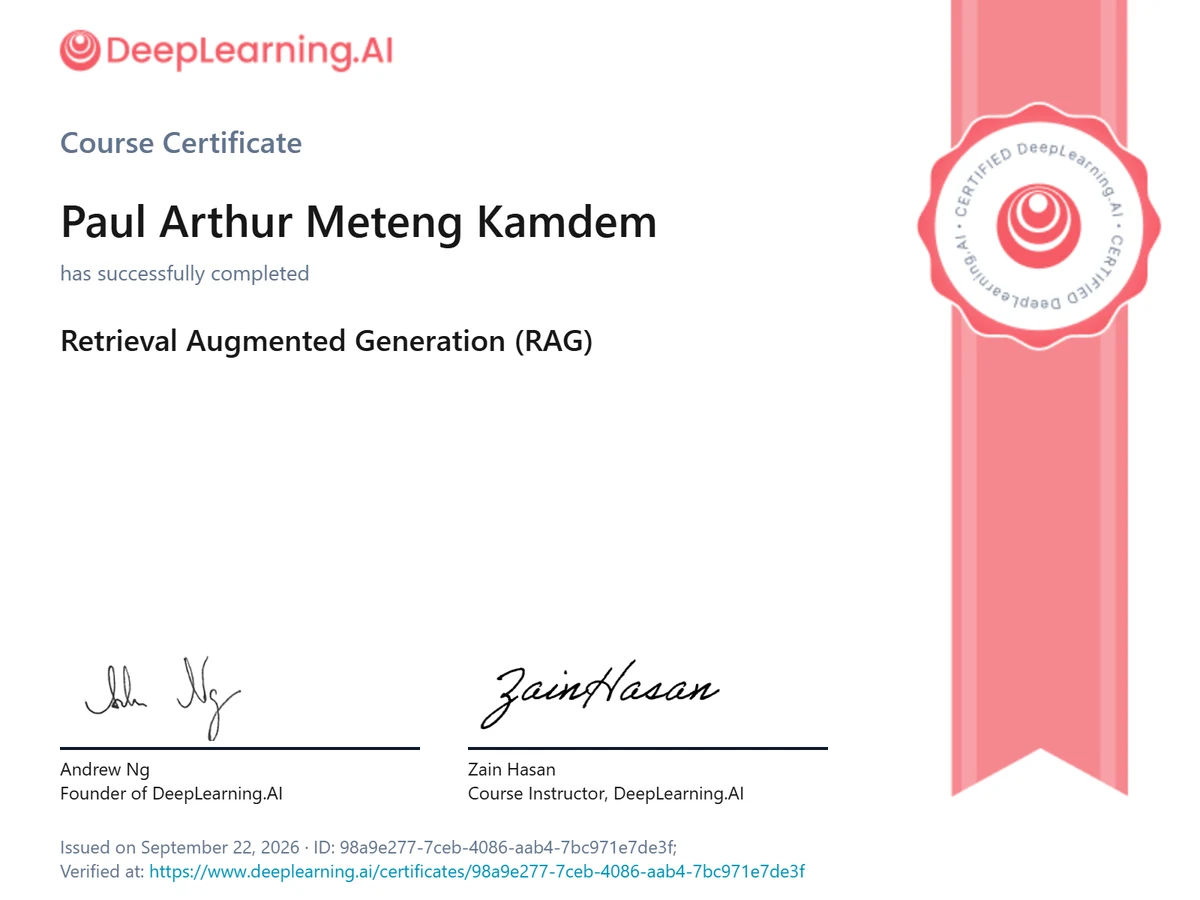 DeepLearning.AI
Course Certificate
Paul Arthur Meteng Kamdem
has successfully completed
Retrieval Augmented Generation (RAG)
CERTIFIED DeepLearning.AI • CERTIFIED DeepLearning.AI •
Zain Hasan
Andrew Ng
Founder of DeepLearning.AI
Zain Hasan
Course Instructor, DeepLearning.AI
Issued on September 22, 2026 · ID: 98a9e277-7ceb-4086-aab4-7bc971e7de3f;
Verified at: https://www.deeplearning.ai/certificates/98a9e277-7ceb-4086-aab4-7bc971e7de3f